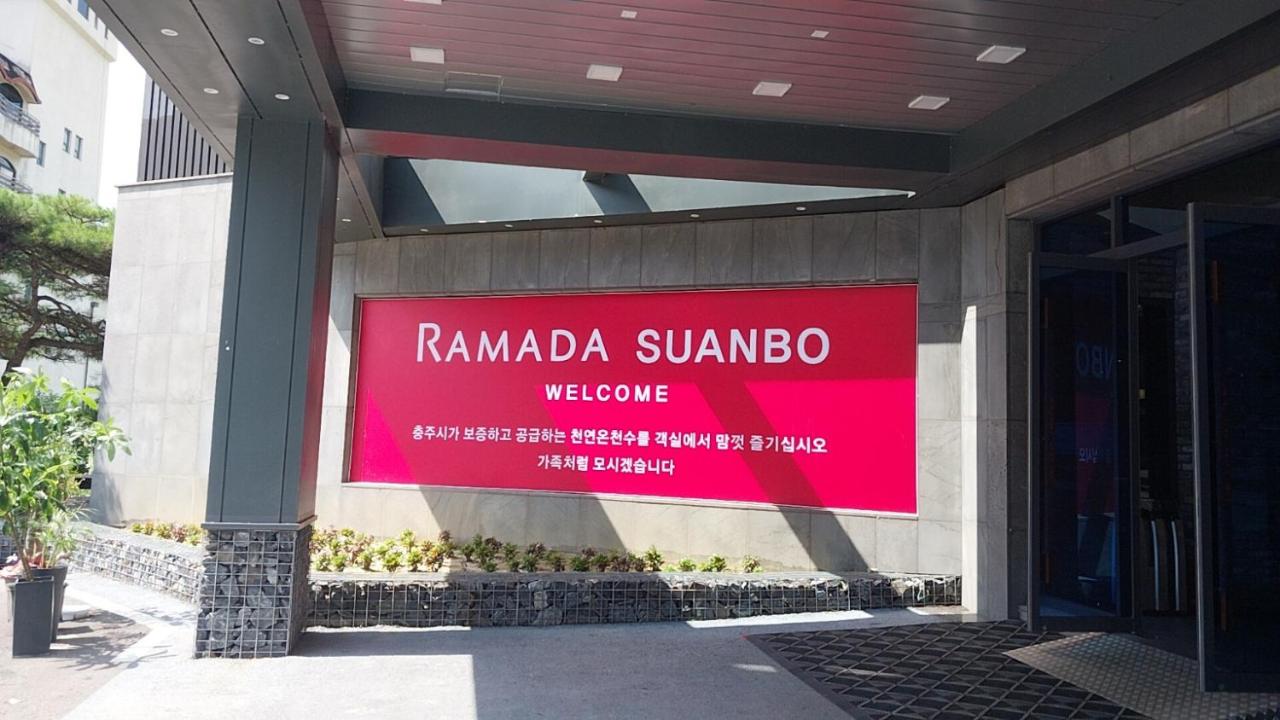 RAMADA SUANBO
WELCOME
충주시가 보증하고 공급하는 천연온천수를 객실에서 맘껏 즐기십시오
가족처럼 모시겠습니다